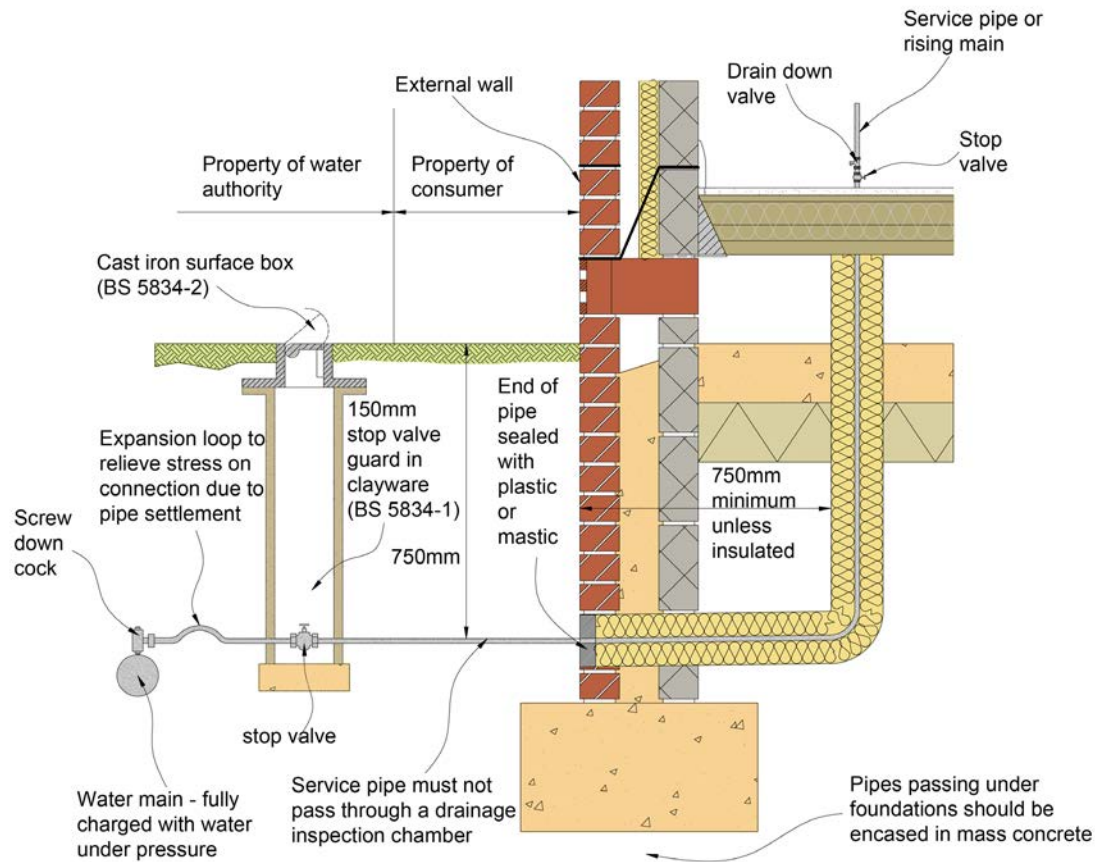 Service pipe or
rising main
Drain down
valve
External wall
Stop
valve
Property of water
authority
Property of
consumer
Cast iron surface box
(BS 5834-2)
150mm
stop valve
guard in
clayware
(BS 5834-1)
End of
pipe
sealed
with
plastic
or
mastic
Expansion loop to
relieve stress on
connection due to
pipe settlement
750mm
minimum
unless
insulated
Screw
down
cock
750mm
stop valve
Water main - fully
charged with water
under pressure
Service pipe must not
pass through a drainage
inspection chamber
Pipes passing under
foundations should be
encased in mass concrete